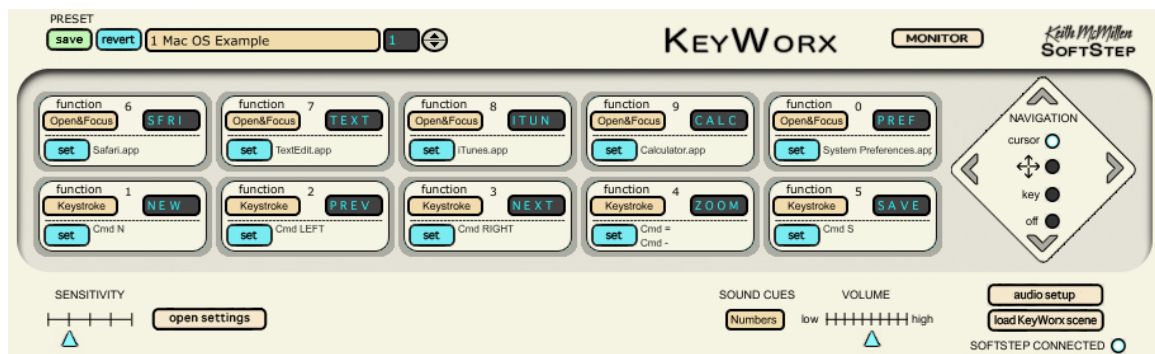 PRESET
save revert 1 Mac OS Example 1
KEYWORX
MONITOR
Keith McMillen
SOFTSTEP
function 6
Open&Focus SFRI
set Safari.app
function 7
Open&Focus TEXT
set TextEdit.app
function 8
Open&Focus ITUN
set iTunes.app
function 9
Open&Focus CALC
set Calculator.app
function 0
Open&Focus PREF
set System Preferences.app
function 1
Keystroke NEW
set Cmd N
function 2
Keystroke PREV
set Cmd LEFT
function 3
Keystroke NEXT
set Cmd RIGHT
function 4
Keystroke ZOOM
set Cmd =
Cmd -
function 5
Keystroke SAVE
set Cmd S
NAVIGATION
cursor
key
off
SENSITIVITY
open settings
SOUND CUES
Numbers
VOLUME
low high
audio setup
load KeyWorx scene
SOFTSTEP CONNECTED